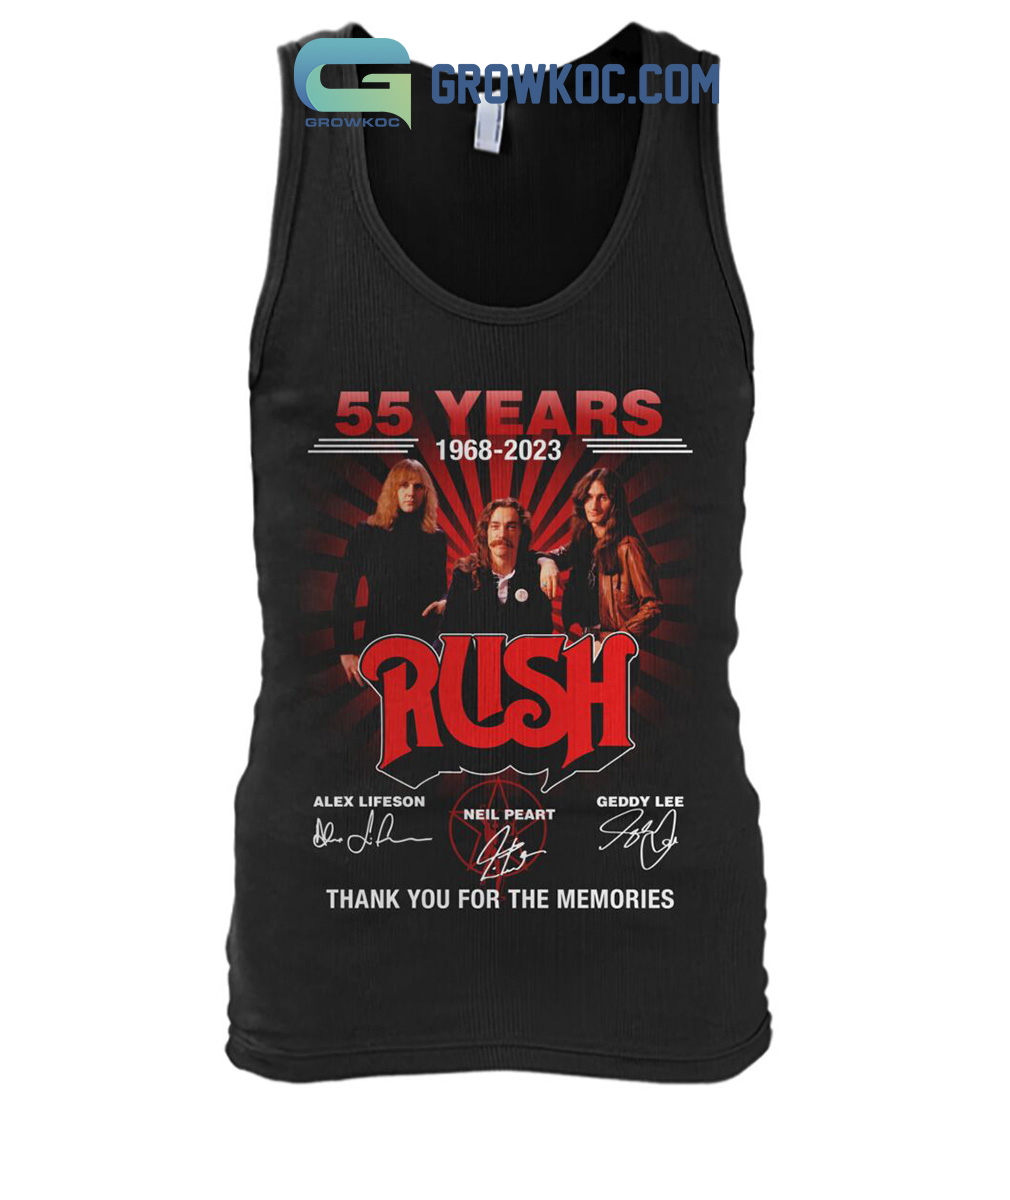 GROWKOC.COM
GROWKOC
55 YEARS
1968-2023
RUSH
ALEX LIFESON
NEIL PEART
GEDDY LEE
THANK YOU FOR THE MEMORIES